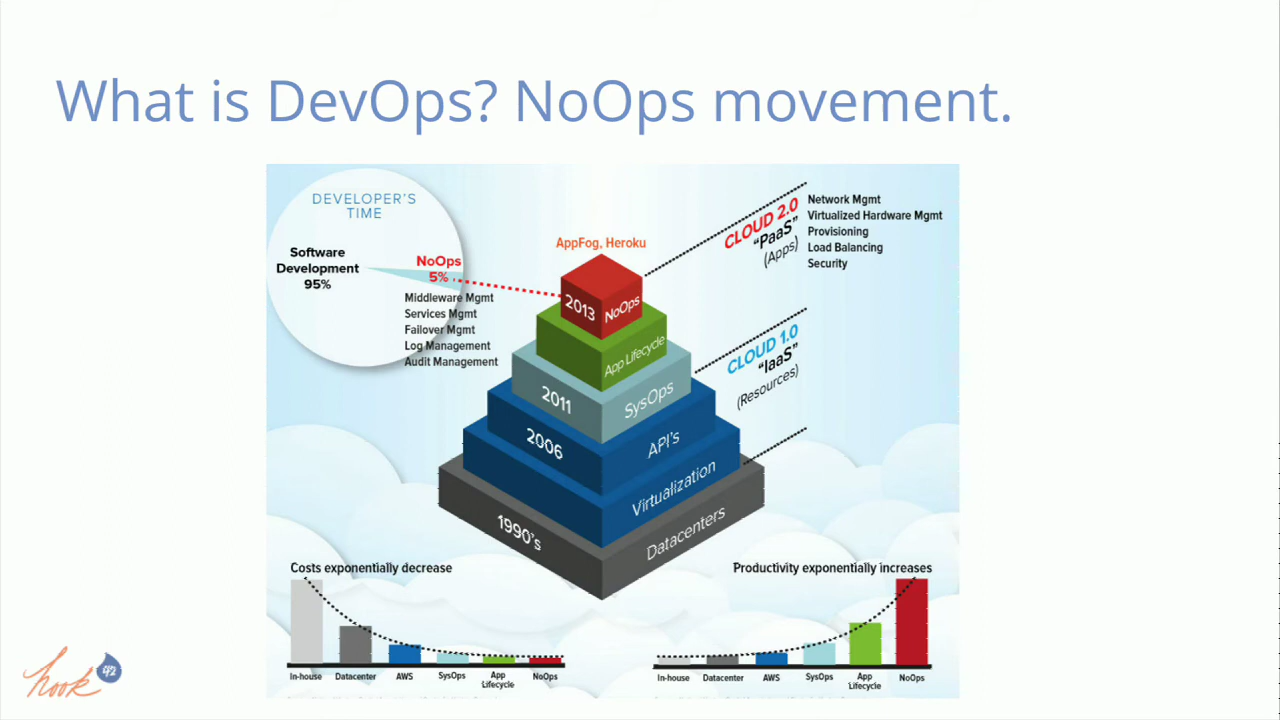 What is DevOps? NoOps movement.
DEVELOPER'S
TIME
Software
Development
95%
NoOps
5%
Middleware Mgmt
Services Mgmt
Failover Mgmt
Log Management
Audit Management
AppFog, Heroku
2013 NoOps
App Lifecycle
2011 SysOps
2006 API's
Virtualization
1990's Datacenters
CLOUD 2.0
"PaaS"
(Apps)
Network Mgmt
Virtualized Hardware Mgmt
Provisioning
Load Balancing
Security
CLOUD 1.0
"IaaS"
(Resources)
Costs exponentially decrease
In-house Datacenter AWS SysOps App Lifecycle NoOps
Productivity exponentially increases
In-house Datacenter AWS SysOps App Lifecycle NoOps
hook 42